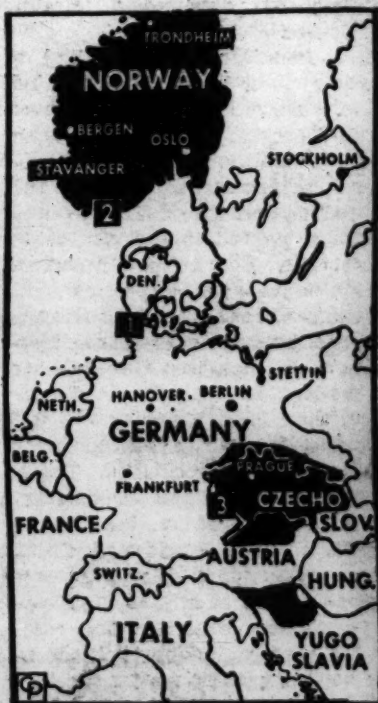 TRONDHEIM
NORWAY
BERGEN
OSLO
STAVANGER
STOCKHOLM
2
DEN.
1
STETTIN
NETH.
HANOVER.
BERLIN
GERMANY
BELG.
PRAGUE
FRANKFURT
3
CZECHO
SLOV.
FRANCE
AUSTRIA
SWITZ.
HUNG.
ITALY
YUGO
SLAVIA
CP